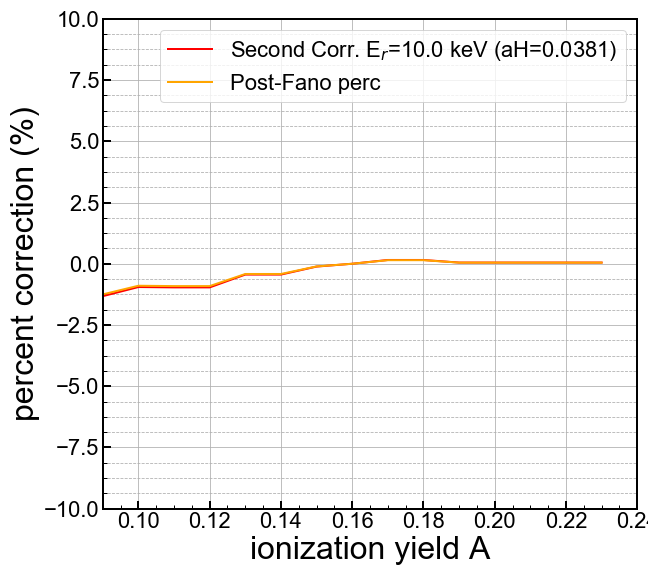 10.0
7.5
5.0
2.5
0.0
−2.5
−5.0
−7.5
−10.0
percent correction (%)
Second Corr. E_r=10.0 keV (aH=0.0381)
Post-Fano perc
0.10 0.12 0.14 0.16 0.18 0.20 0.22 0.24
ionization yield A